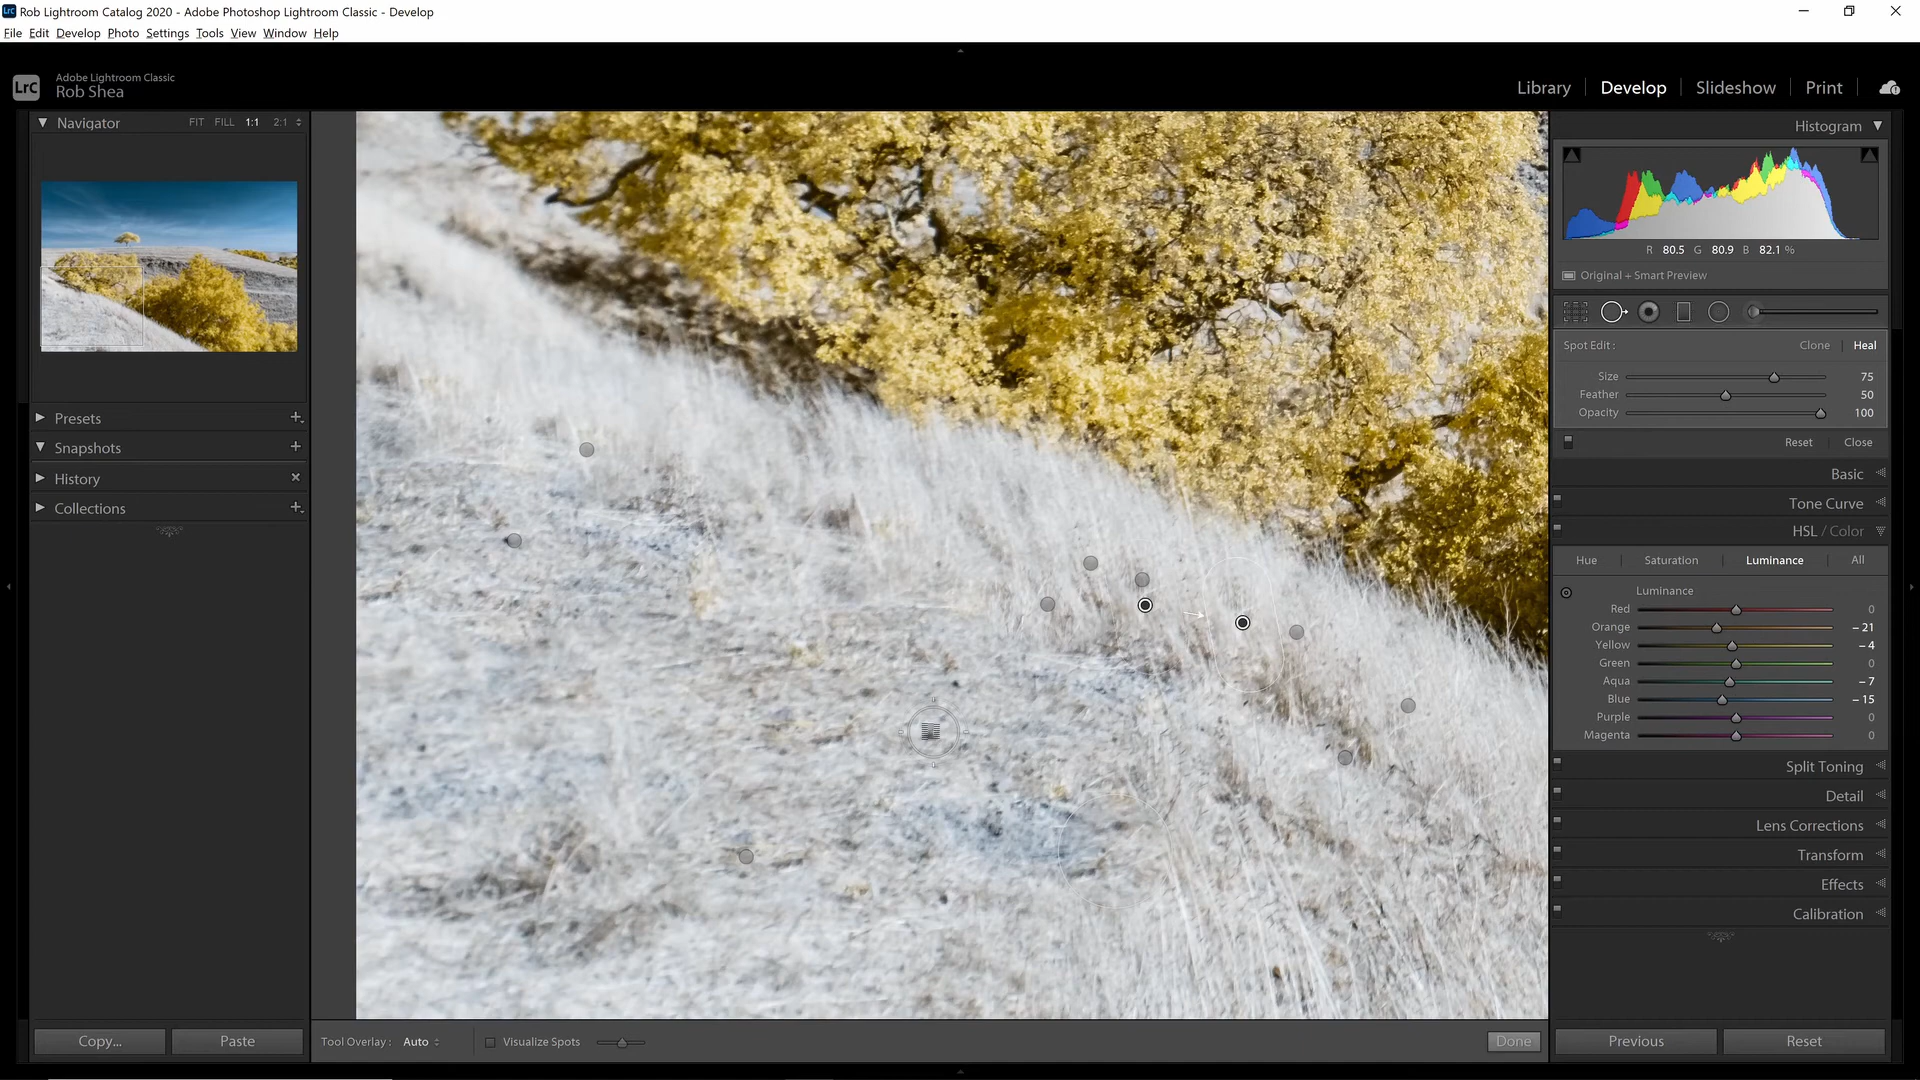 Rob Lightroom Catalog 2020 - Adobe Photoshop Lightroom Classic - Develop
File Edit Develop Photo Settings Tools View Window Help
LrC
Adobe Lightroom Classic
Rob Shea
Library Develop Slideshow Print
Navigator FIT FILL 1:1 2:1
Histogram
R 80.5 G 80.9 B 82.1 %
Original + Smart Preview
Spot Edit : Clone Heal
Size 75
Feather 50
Opacity 100
Reset Close
Presets
Snapshots
History
Collections
Basic
Tone Curve
HSL / Color
Hue Saturation Luminance All
Luminance
Red 0
Orange – 21
Yellow – 4
Green 0
Aqua – 7
Blue – 15
Purple 0
Magenta 0
Split Toning
Detail
Lens Corrections
Transform
Effects
Calibration
Copy... Paste
Tool Overlay : Auto Visualize Spots Done
Previous Reset